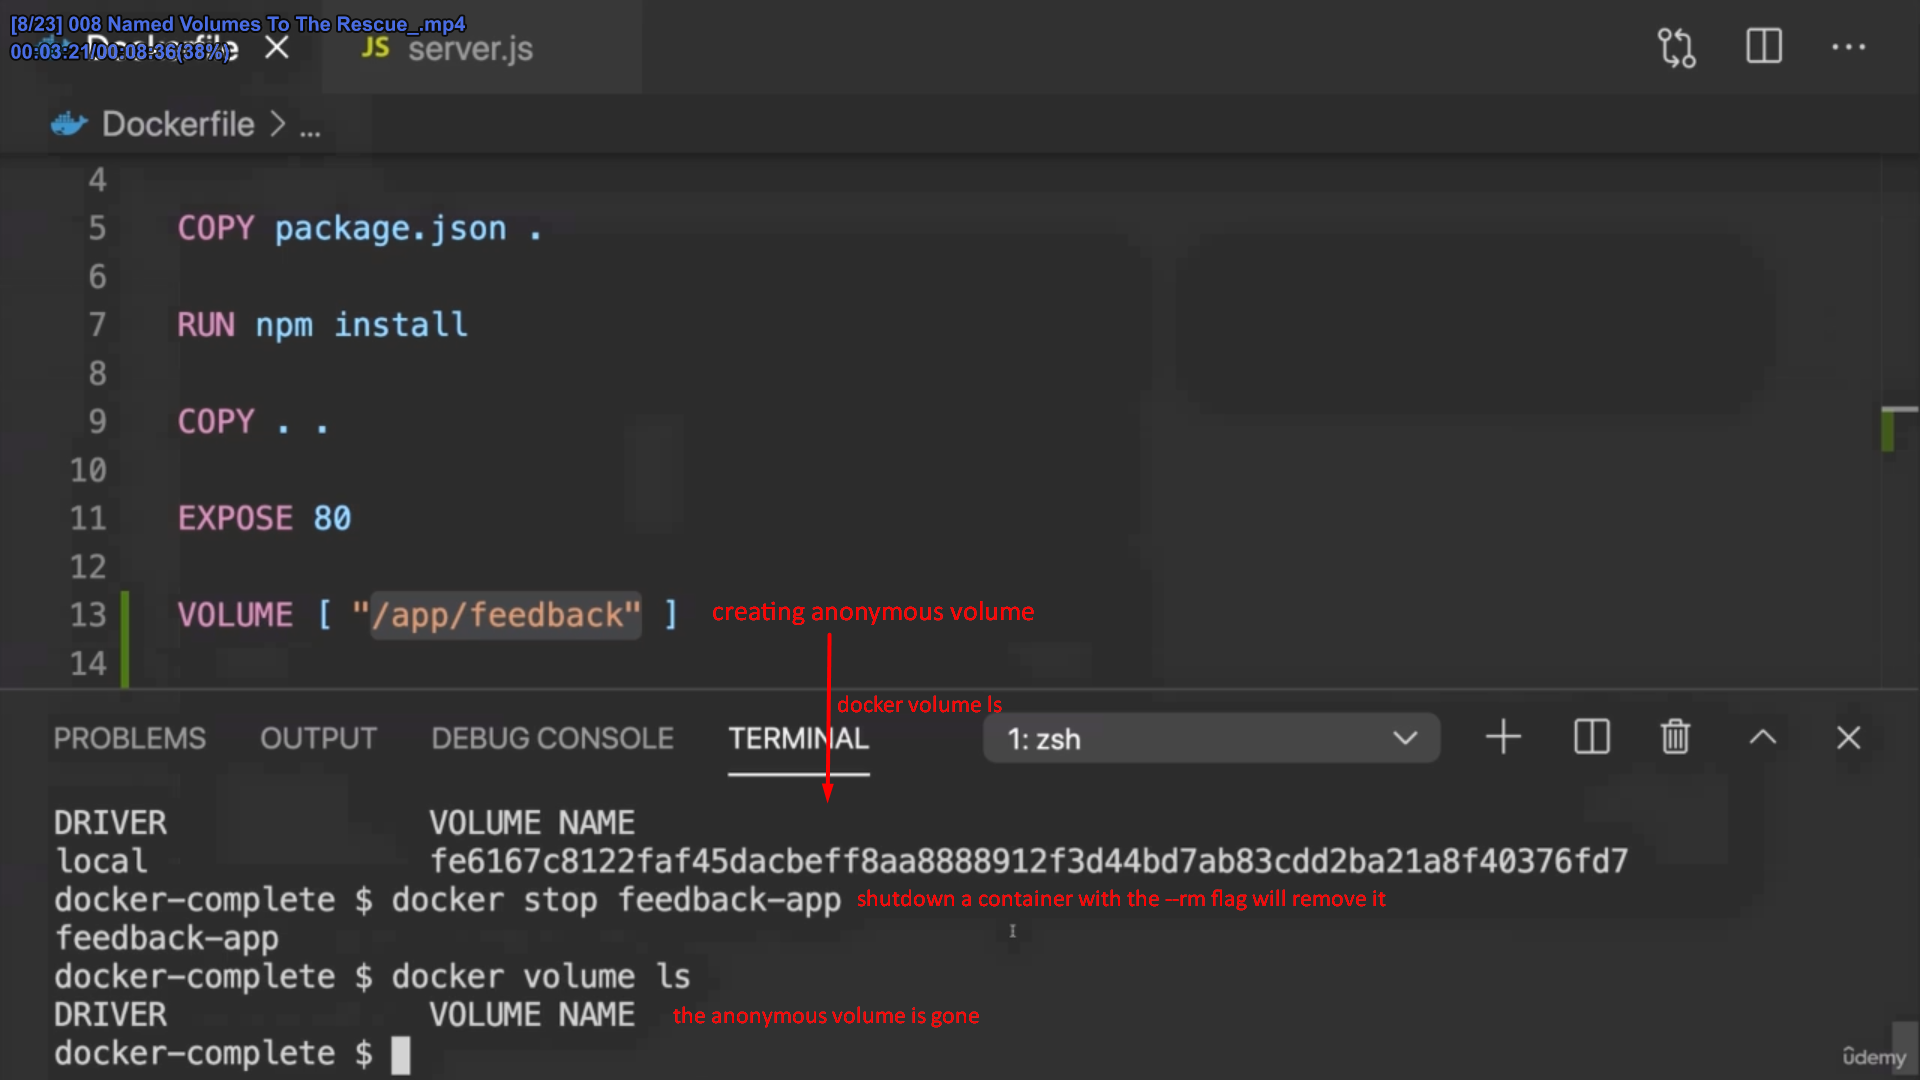 [8/23] 008 Named Volumes To The Rescue_.mp4
00:03:21/00:08:36(38%)
Dockerfile
JS server.js
Dockerfile > ...
4
5 COPY package.json .
6
7 RUN npm install
8
9 COPY . .
10
11 EXPOSE 80
12
13 VOLUME [ "/app/feedback" ] creating anonymous volume
14
docker volume ls
PROBLEMS OUTPUT DEBUG CONSOLE TERMINAL 1: zsh
DRIVER VOLUME NAME
local fe6167c8122faf45dacbeff8aa8888912f3d44bd7ab83cdd2ba21a8f40376fd7
docker-complete $ docker stop feedback-app shutdown a container with the --rm flag will remove it
feedback-app
docker-complete $ docker volume ls
DRIVER VOLUME NAME the anonymous volume is gone
docker-complete $
ûdemy